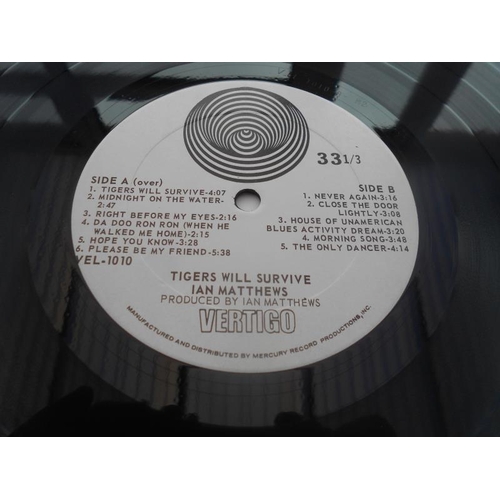 33 1/3
SIDE A (over)
1. TIGERS WILL SURVIVE-4:07
2. MIDNIGHT ON THE WATER-
2:47
3. RIGHT BEFORE MY EYES-2:16
4. DA DOO RON RON (WHEN HE
WALKED ME HOME)-2:15
5. HOPE YOU KNOW-3:28
6. PLEASE BE MY FRIEND-5:38
VEL-1010
SIDE B
1. NEVER AGAIN-3:16
2. CLOSE THE DOOR
LIGHTLY-3:08
3. HOUSE OF UNAMERICAN
BLUES ACTIVITY DREAM-3:20
4. MORNING SONG-3:48
5. THE ONLY DANCER-4:14
TIGERS WILL SURVIVE
IAN MATTHEWS
PRODUCED BY IAN MATTHEWS
VERTIGO
MANUFACTURED AND DISTRIBUTED BY MERCURY RECORD PRODUCTIONS, INC.